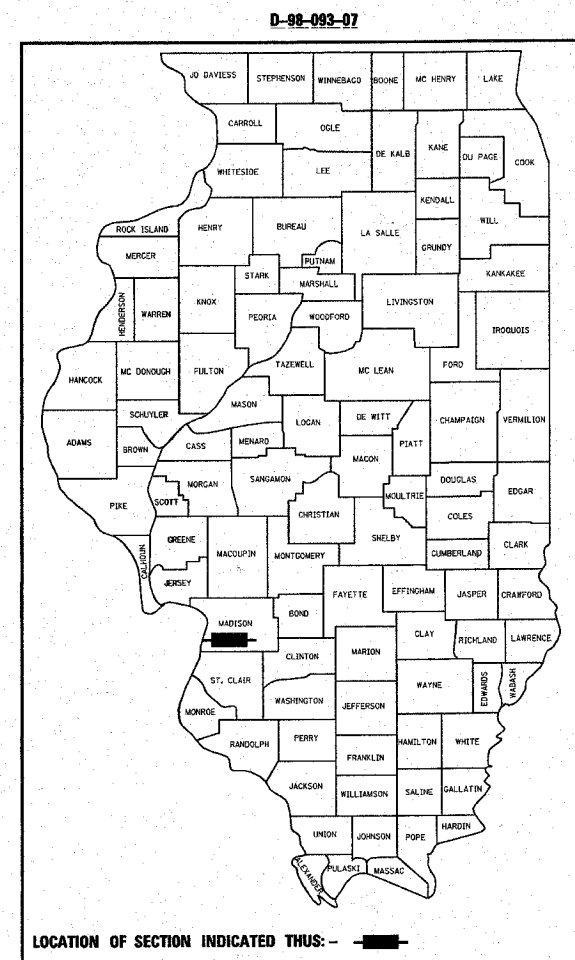 D-98-093-07
JO DAVIESS STEPHENSON WINNEBAGO BOONE MC HENRY LAKE
CARROLL OGLE DE KALB KANE DU PAGE COOK
WHITESIDE LEE
KENDALL WILL
ROCK ISLAND HENRY BUREAU LA SALLE GRUNDY
MERCER PUTNAM KANKAKEE
STARK MARSHALL
HENDERSON WARREN KNOX PEORIA WOODFORD LIVINGSTON IROQUOIS
HANCOCK MC DONOUGH FULTON TAZEWELL MC LEAN FORD
SCHUYLER MASON
ADAMS BROWN CASS MENARD LOGAN DE WITT PIATT CHAMPAIGN VERMILION
MACON
PIKE SCOTT MORGAN SANGAMON CHRISTIAN MOULTRIE DOUGLAS EDGAR
COLES
CALHOUN GREENE MACOUPIN MONTGOMERY SHELBY CUMBERLAND CLARK
JERSEY
FAYETTE EFFINGHAM JASPER CRAWFORD
MADISON BOND
CLAY RICHLAND LAWRENCE
CLINTON MARION
ST. CLAIR WAYNE EDWARDS WABASH
MONROE WASHINGTON JEFFERSON
RANDOLPH PERRY HAMILTON WHITE
FRANKLIN
JACKSON WILLIAMSON SALINE GALLATIN
UNION JOHNSON POPE HARDIN
ALEXANDER PULASKI MASSAC
LOCATION OF SECTION INDICATED THUS: -